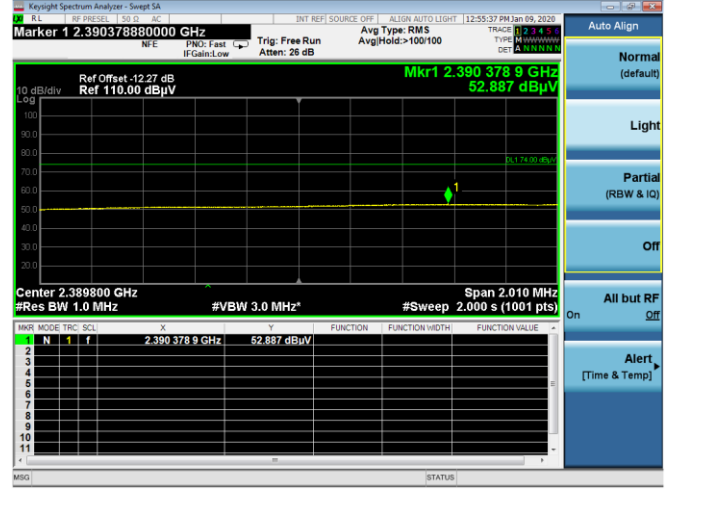 Keysight Spectrum Analyzer - Swept SA
RL RF PRESEL 50 Ω AC INT REF SOURCE OFF ALIGN AUTO LIGHT 12:55:37 PM Jan 09, 2020
Marker 1 2.390378880000 GHz
NFE
PNO: Fast
IFGain:Low
Trig: Free Run
Atten: 26 dB
Avg Type: RMS
Avg|Hold:>100/100
TRACE 1 2 3 4 5 6
TYPE M W W W W W
DET A N N N N N
Ref Offset -12.27 dB
10 dB/div Ref 110.00 dBµV
Log
Mkr1 2.390 378 9 GHz
52.887 dBµV
100
90.0
80.0
70.0
60.0
50.0
40.0
30.0
20.0
DL1 74.00 dBµV
1
Center 2.389800 GHz Span 2.010 MHz
#Res BW 1.0 MHz #VBW 3.0 MHz* #Sweep 2.000 s (1001 pts)
MKR MODE TRC SCL X Y FUNCTION FUNCTION WIDTH FUNCTION VALUE
1 N 1 f 2.390 378 9 GHz 52.887 dBµV
2
3
4
5
6
7
8
9
10
11
MSG STATUS
Auto Align
Normal
(default)
Light
Partial
(RBW & IQ)
Off
All but RF
On Off
Alert
[Time & Temp]